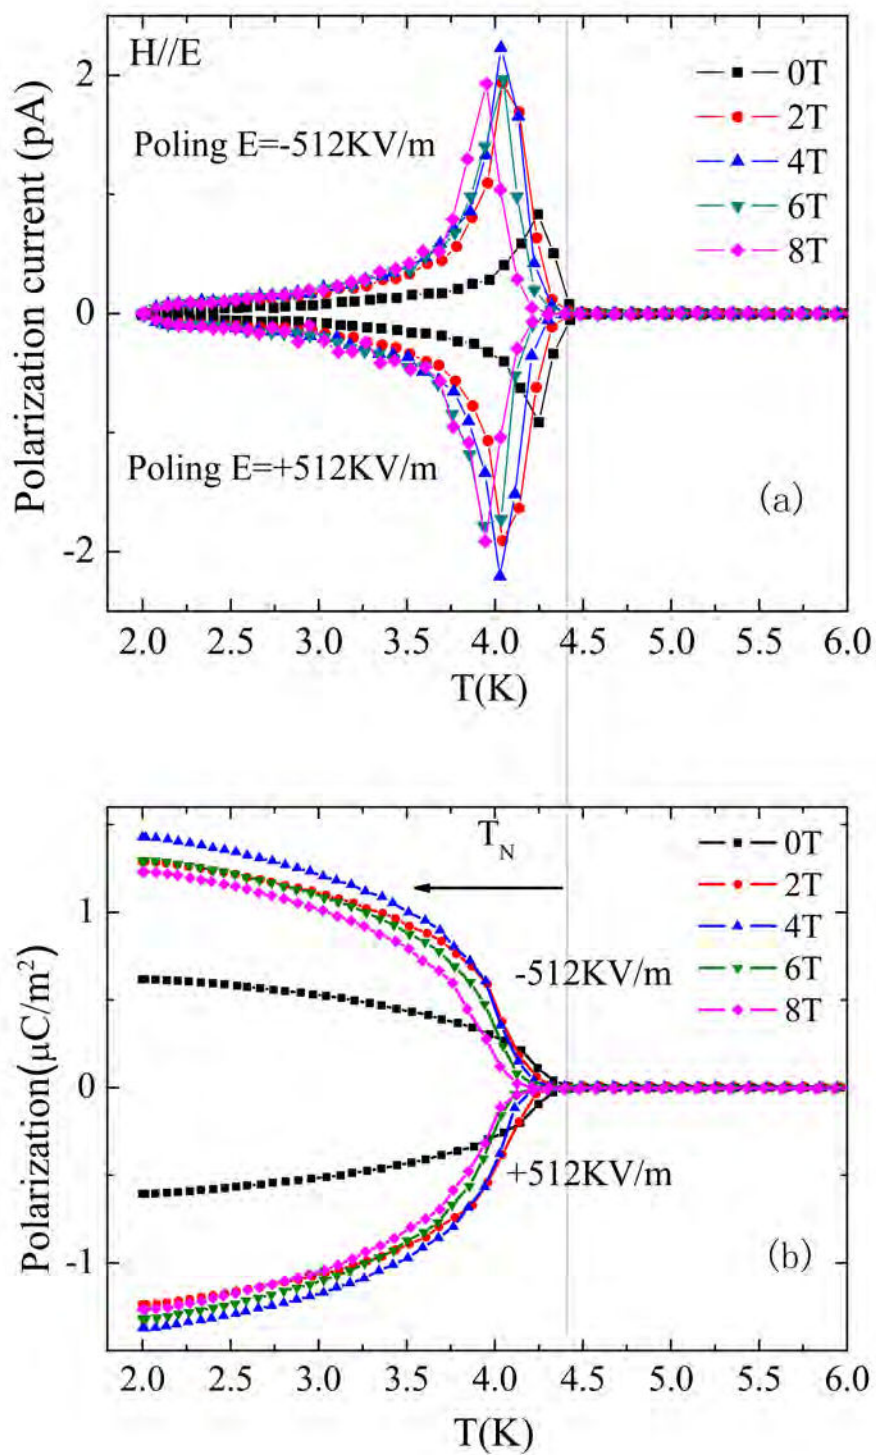 H//E
Poling E=-512KV/m
Poling E=+512KV/m
0T
2T
4T
6T
8T
(a)
Polarization current (pA)
2
0
-2
2.0 2.5 3.0 3.5 4.0 4.5 5.0 5.5 6.0
T(K)
T_N
0T
2T
4T
6T
8T
-512KV/m
+512KV/m
(b)
Polarization(μC/m²)
1
0
-1
2.0 2.5 3.0 3.5 4.0 4.5 5.0 5.5 6.0
T(K)